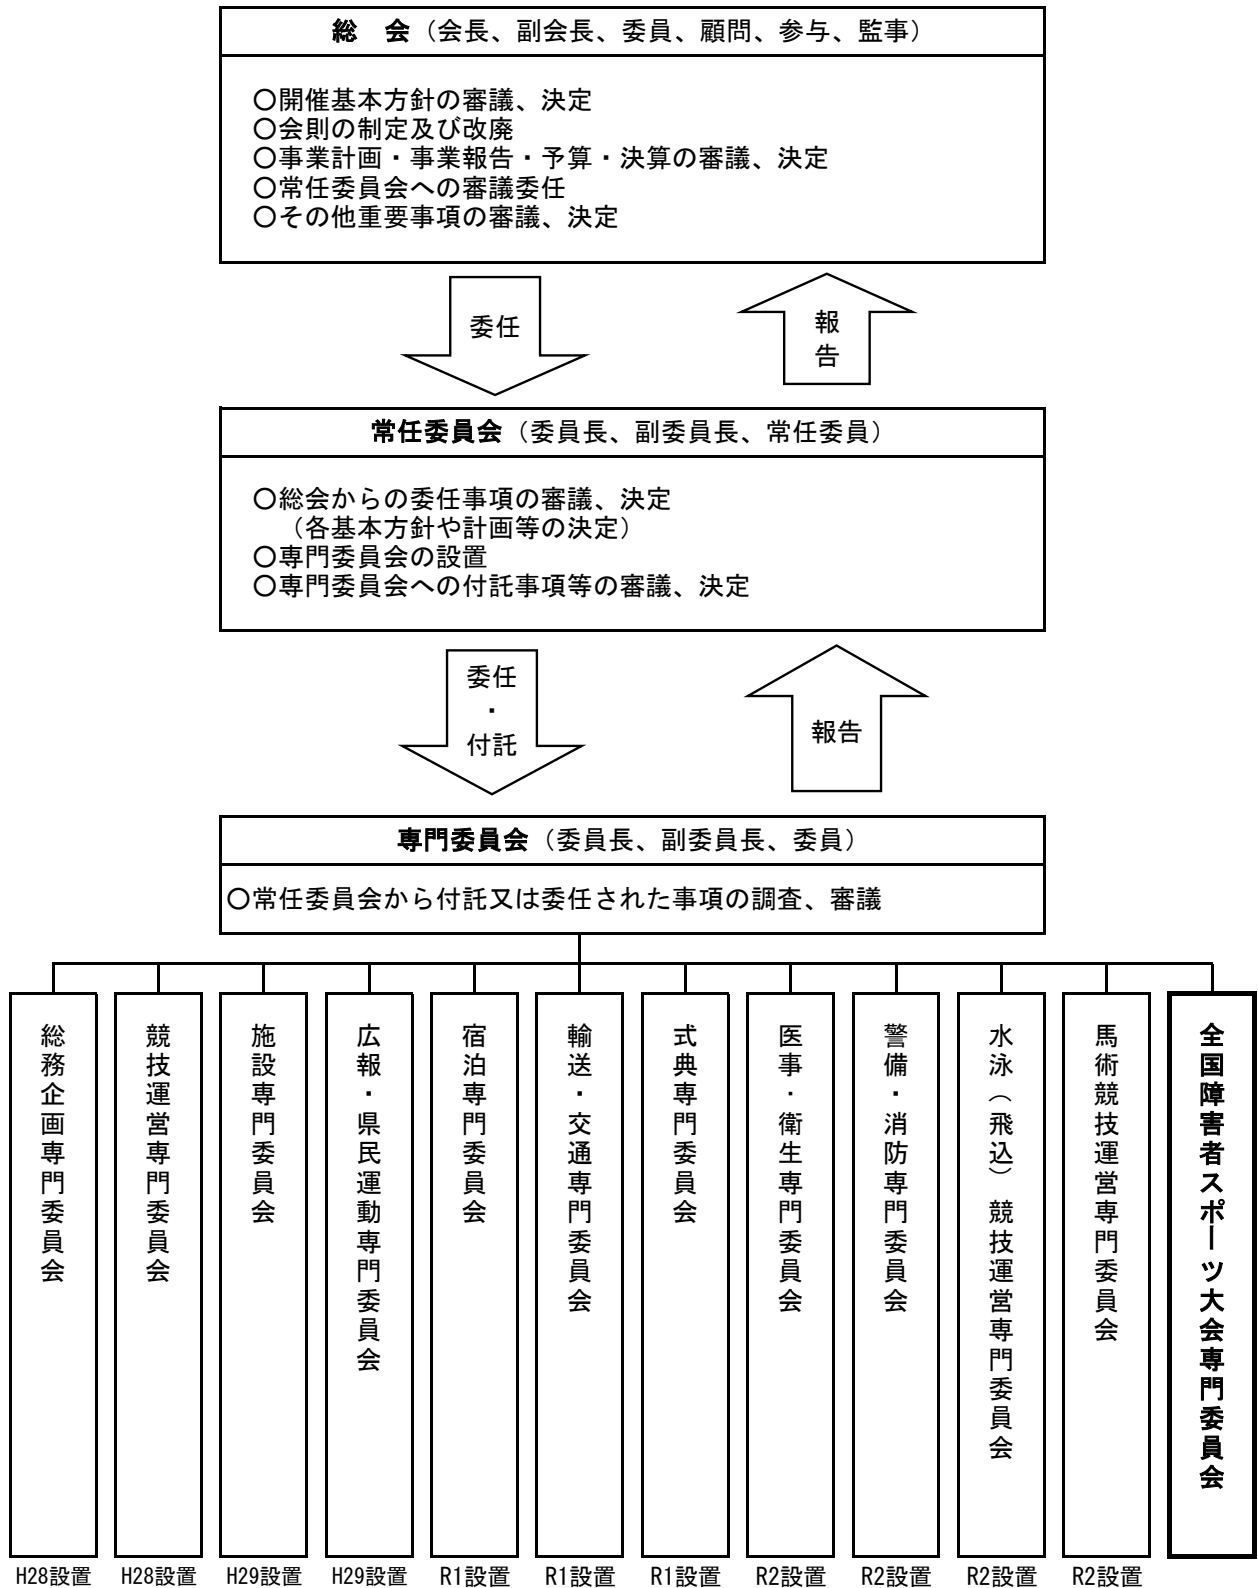 総　会（会長、副会長、委員、顧問、参与、監事）
〇開催基本方針の審議、決定
〇会則の制定及び改廃
〇事業計画・事業報告・予算・決算の審議、決定
〇常任委員会への審議委任
〇その他重要事項の審議、決定
委任
報
告
常任委員会（委員長、副委員長、常任委員）
〇総会からの委任事項の審議、決定
（各基本方針や計画等の決定）
〇専門委員会の設置
〇専門委員会への付託事項等の審議、決定
委任
・
付託
報告
専門委員会（委員長、副委員長、委員）
〇常任委員会から付託又は委任された事項の調査、審議
総務企画専門委員会
競技運営専門委員会
施設専門委員会
広報・県民運動専門委員会
宿泊専門委員会
輸送・交通専門委員会
式典専門委員会
医事・衛生専門委員会
警備・消防専門委員会
水泳（飛込）競技運営専門委員会
馬術競技運営専門委員会
全国障害者スポーツ大会専門委員会
H28設置
H28設置
H29設置
H29設置
R1設置
R1設置
R1設置
R2設置
R2設置
R2設置
R2設置